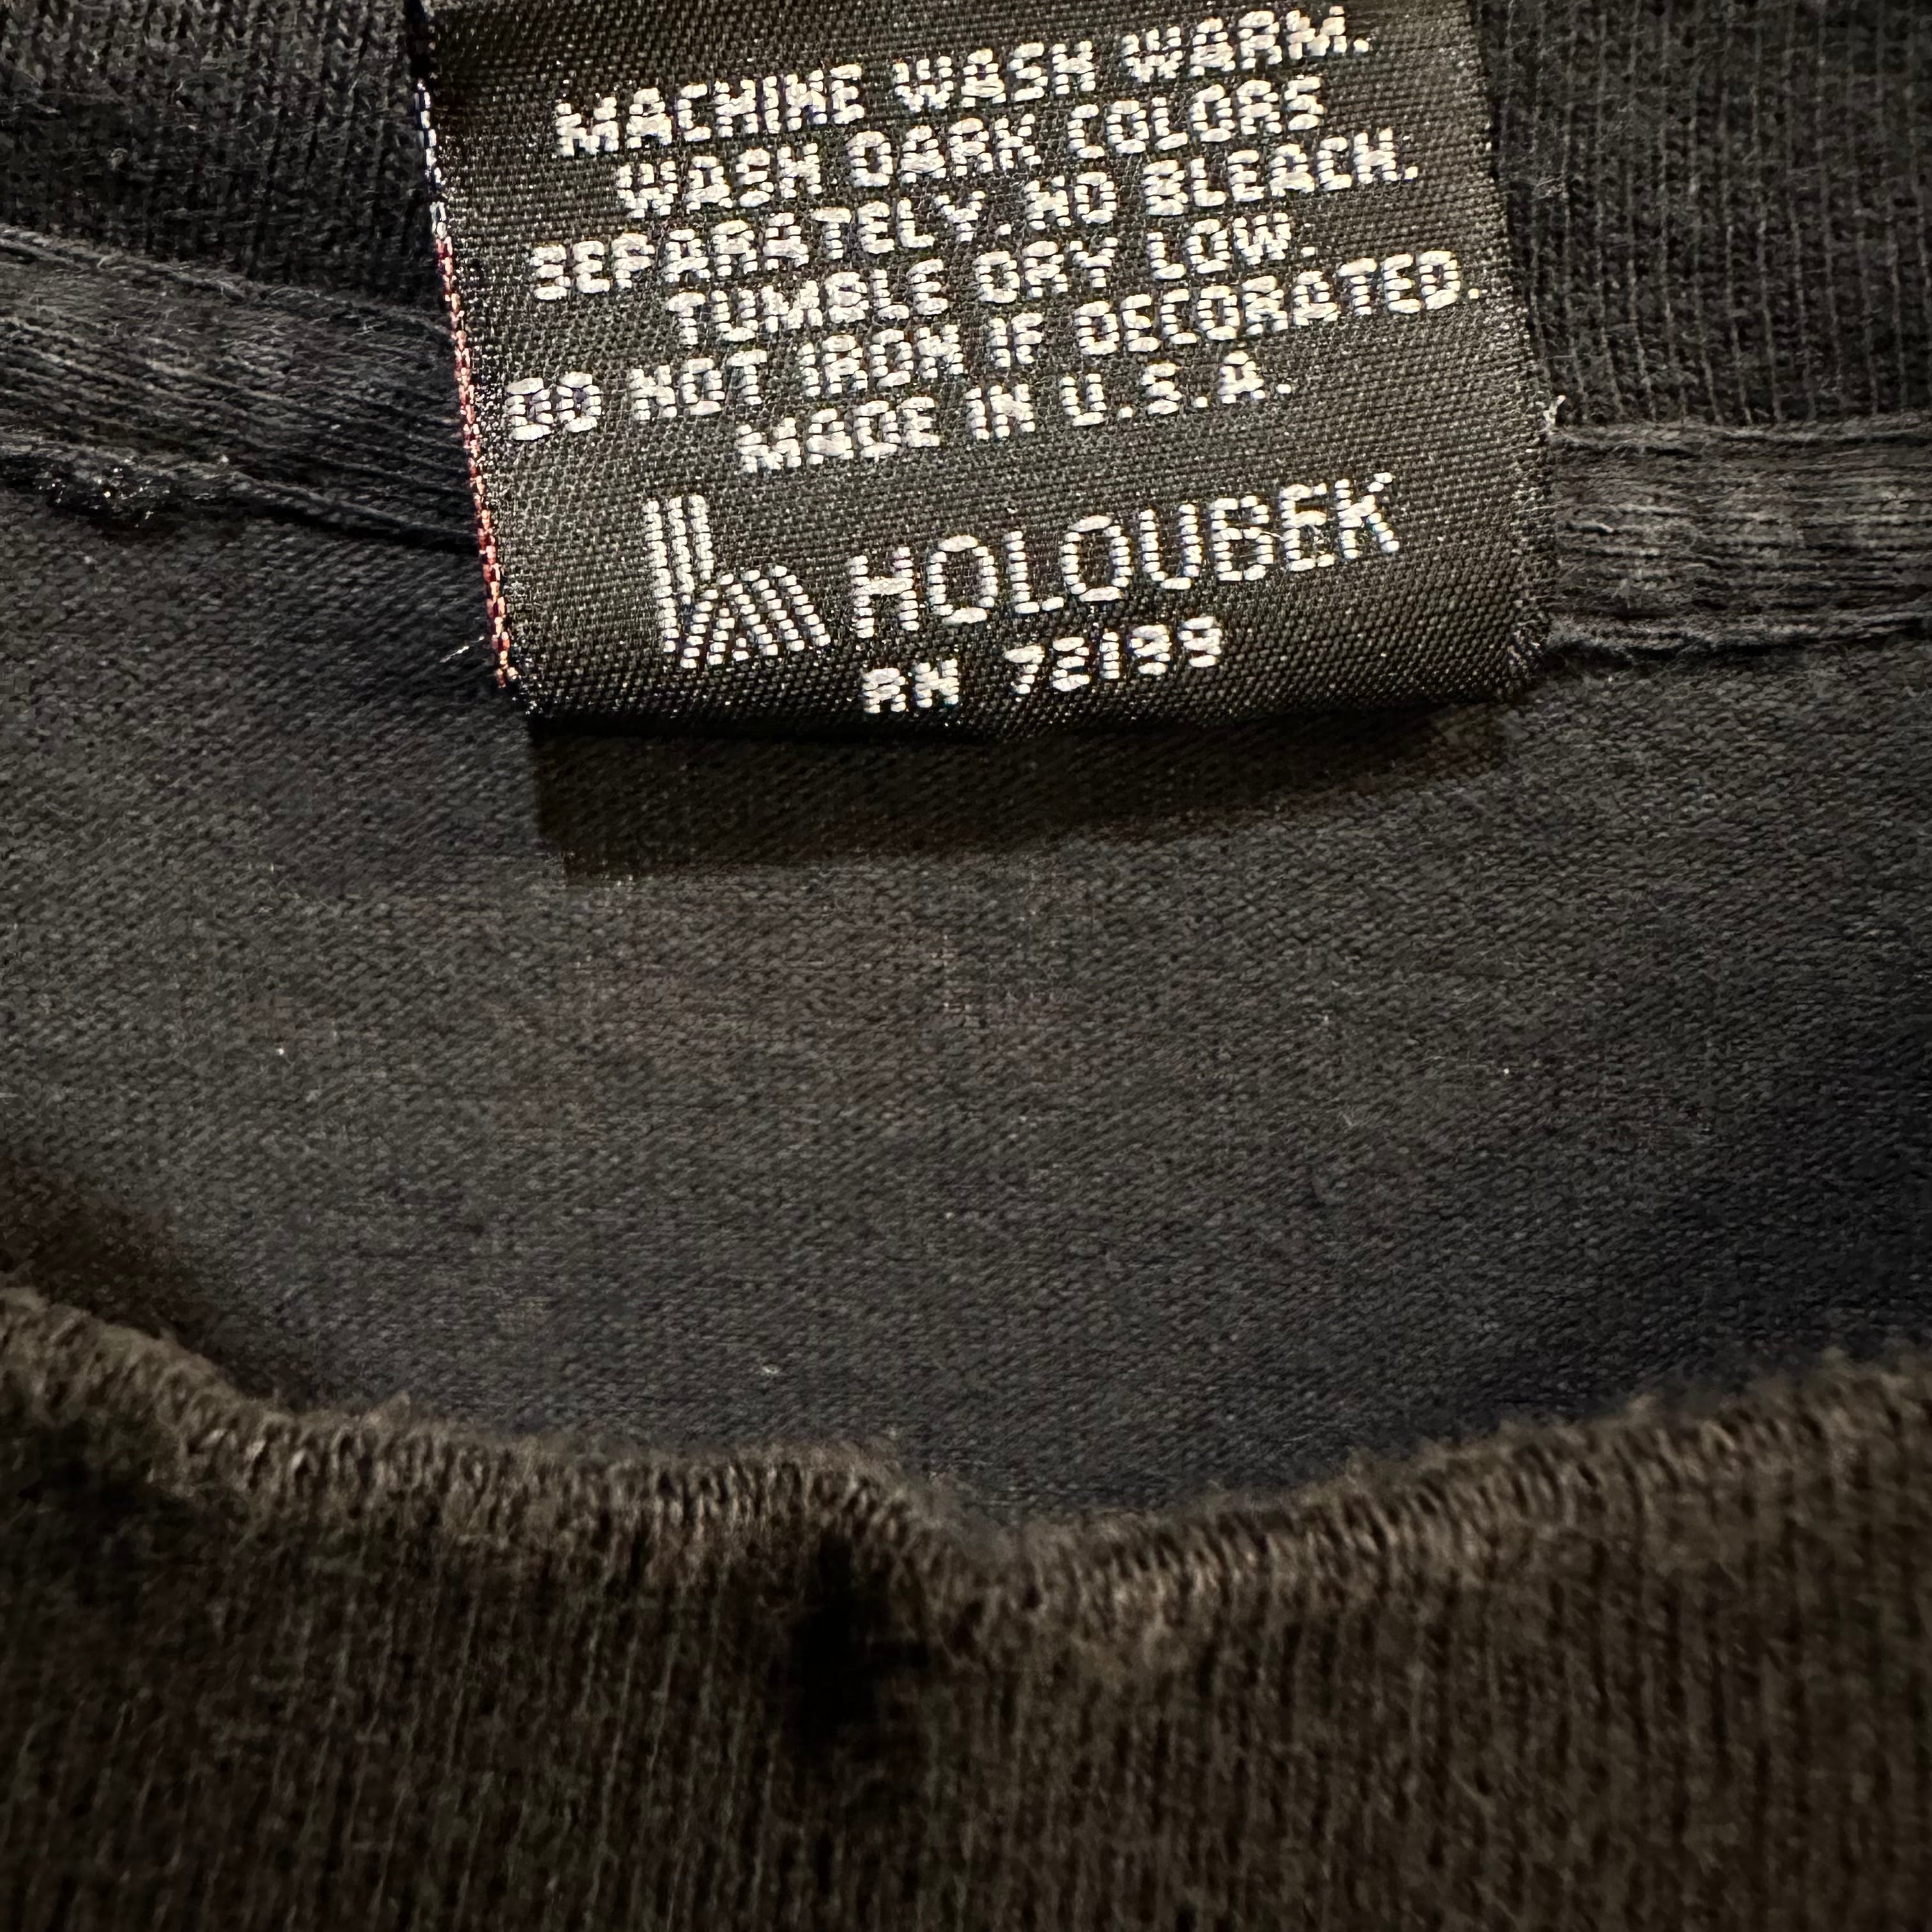 MACHINE WASH WARM.
WASH DARK COLORS
SEPARATELY. NO BLEACH.
TUMBLE DRY LOW.
DO NOT IRON IF DECORATED.
MADE IN U.S.A.
HOLOUBEK
RN 72199